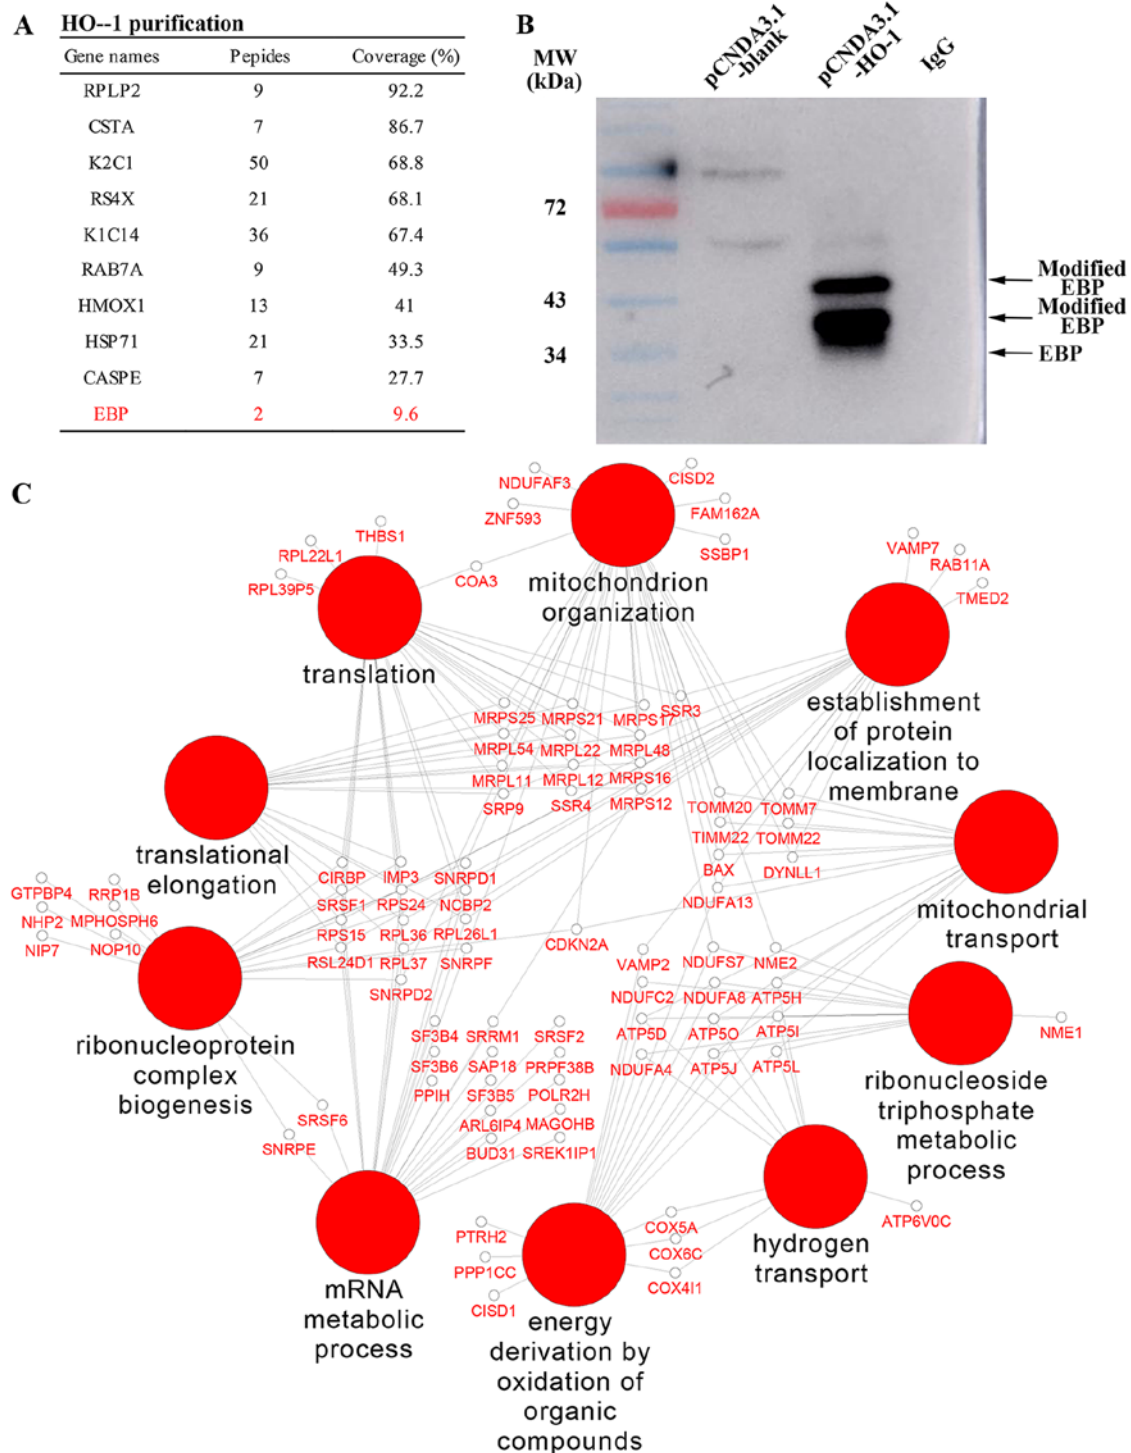 A
HO--1 purification
Gene names Pepides Coverage (%)
RPLP2 9 92.2
CSTA 7 86.7
K2C1 50 68.8
RS4X 21 68.1
K1C14 36 67.4
RAB7A 9 49.3
HMOX1 13 41
HSP71 21 33.5
CASPE 7 27.7
EBP 2 9.6
B
MW
(kDa)
pCNDA3.1
-blank
pCNDA3.1
-HO-1
IgG
72
43
34
Modified
EBP
Modified
EBP
EBP
C
NDUFAF3
CISD2
ZNF593
FAM162A
SSBP1
COA3
mitochondrion
organization
THBS1
RPL22L1
RPL39P5
translation
VAMP7
RAB11A
TMED2
establishment
of protein
localization to
membrane
MRPS25 MRPS21 MRPS17 SSR3
MRPL54 MRPL22 MRPL48
MRPL11 MRPL12 MRPS16
SRP9 SSR4 MRPS12
translational
elongation
TOMM20 TOMM7
TIMM22 TOMM22
BAX DYNLL1
NDUFA13
mitochondrial
transport
CIRBP IMP3 SNRPD1
SRSF1 RPS24 NCBP2
RPS15 RPL36 RPL26L1
RSL24D1 RPL37 SNRPF
SNRPD2
GTPBP4 RRP1B
NHP2 MPHOSPH6
NIP7 NOP10
ribonucleoprotein
complex
biogenesis
CDKN2A
VAMP2 NDUFS7 NME2
NDUFC2 NDUFA8 ATP5H
ATP5D ATP5O ATP5I
NDUFA4 ATP5J ATP5L
NME1
ribonucleoside
triphosphate
metabolic
process
SF3B4 SRRM1 SRSF2
SF3B6 SAP18 PRPF38B
PPIH SF3B5 POLR2H
ARL6IP4 MAGOHB
BUD31 SREK1IP1
SRSF6
SNRPE
mRNA
metabolic
process
PTRH2
PPP1CC
CISD1
COX5A
COX6C
COX4I1
energy
derivation by
oxidation of
organic
compounds
ATP6V0C
hydrogen
transport